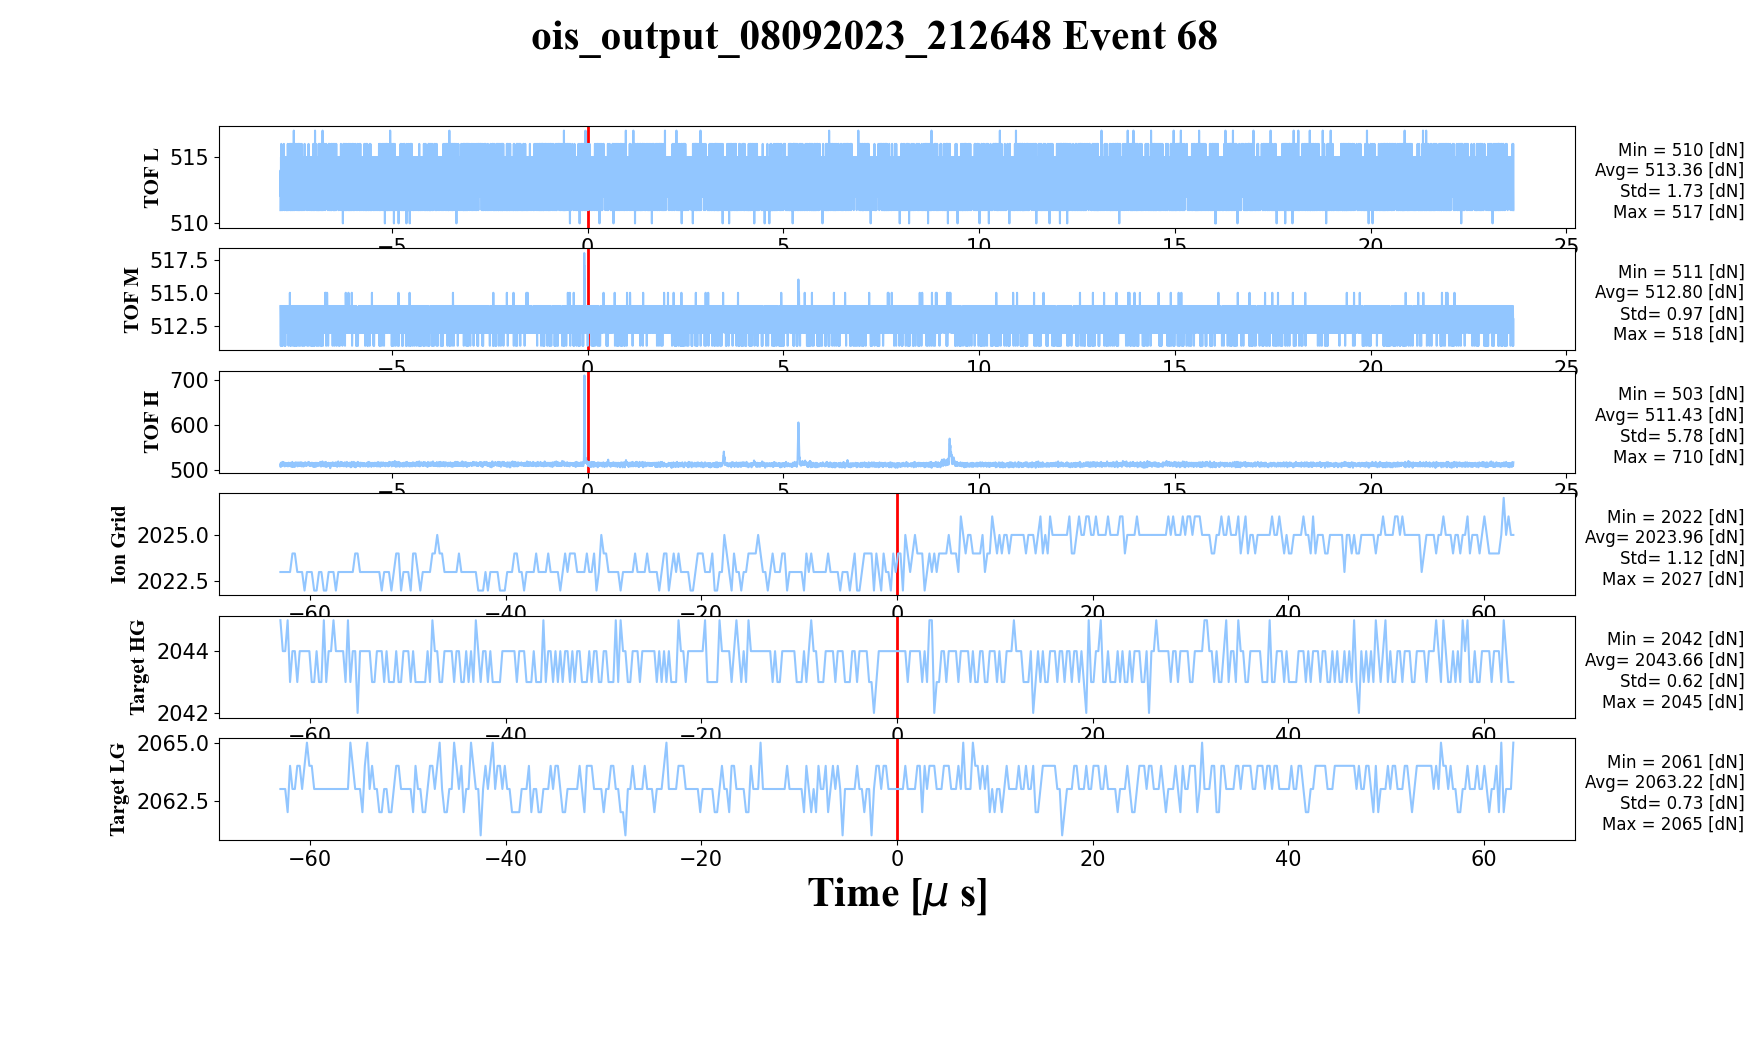 ois_output_08092023_212648 Event 68
TOF L
515
510
−5
0
5
10
15
20
25
Min = 510 [dN]
Avg= 513.36 [dN]
Std= 1.73 [dN]
Max = 517 [dN]
TOF M
517.5
515.0
512.5
−5
0
5
10
15
20
25
Min = 511 [dN]
Avg= 512.80 [dN]
Std= 0.97 [dN]
Max = 518 [dN]
TOF H
700
600
500
−5
0
5
10
15
20
25
Min = 503 [dN]
Avg= 511.43 [dN]
Std= 5.78 [dN]
Max = 710 [dN]
Ion Grid
2025.0
2022.5
−60
−40
−20
0
20
40
60
Min = 2022 [dN]
Avg= 2023.96 [dN]
Std= 1.12 [dN]
Max = 2027 [dN]
Target HG
2044
2042
−60
−40
−20
0
20
40
60
Min = 2042 [dN]
Avg= 2043.66 [dN]
Std= 0.62 [dN]
Max = 2045 [dN]
Target LG
2065.0
2062.5
−60
−40
−20
0
20
40
60
Min = 2061 [dN]
Avg= 2063.22 [dN]
Std= 0.73 [dN]
Max = 2065 [dN]
Time [μ s]